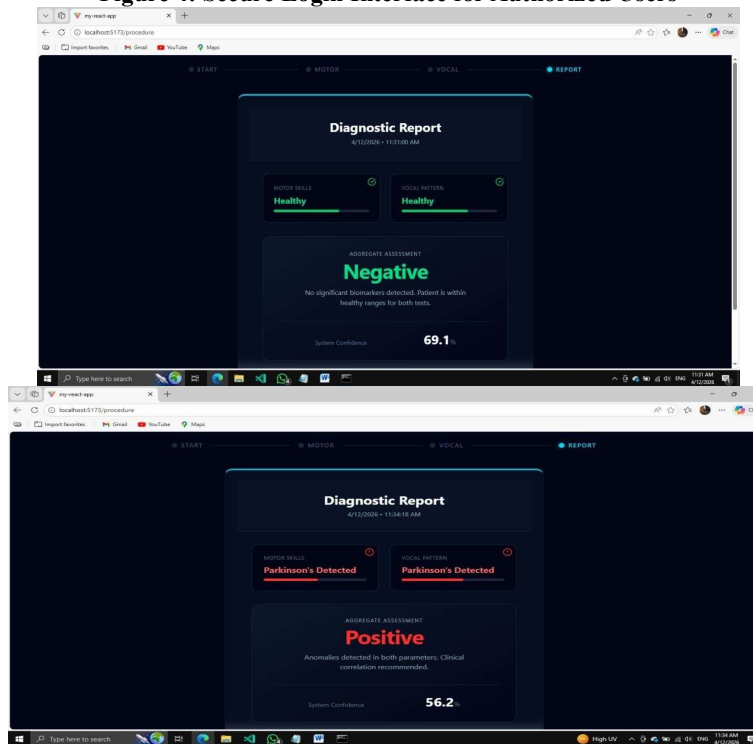 Figure 4: Secure Login Interface for Authorized Users
my-react-app
localhost:5173/procedure
Chat
Import favorites Gmail YouTube Maps
START MOTOR VOCAL REPORT
Diagnostic Report
4/12/2026 • 11:31:00 AM
MOTOR SKILLS VOCAL PATTERN
Healthy Healthy
AGGREGATE ASSESSMENT
Negative
No significant biomarkers detected. Patient is within
healthy ranges for both tests.
System Confidence 69.1%
Type here to search ENG 11:31 AM
4/12/2026
my-react-app
localhost:5173/procedure
Import favorites Gmail YouTube Maps
START MOTOR VOCAL REPORT
Diagnostic Report
4/12/2026 • 11:34:18 AM
MOTOR SKILLS VOCAL PATTERN
Parkinson's Detected Parkinson's Detected
AGGREGATE ASSESSMENT
Positive
Anomalies detected in both parameters. Clinical
correlation recommended.
System Confidence 56.2%
Type here to search High UV ENG 11:34 AM
4/12/2026